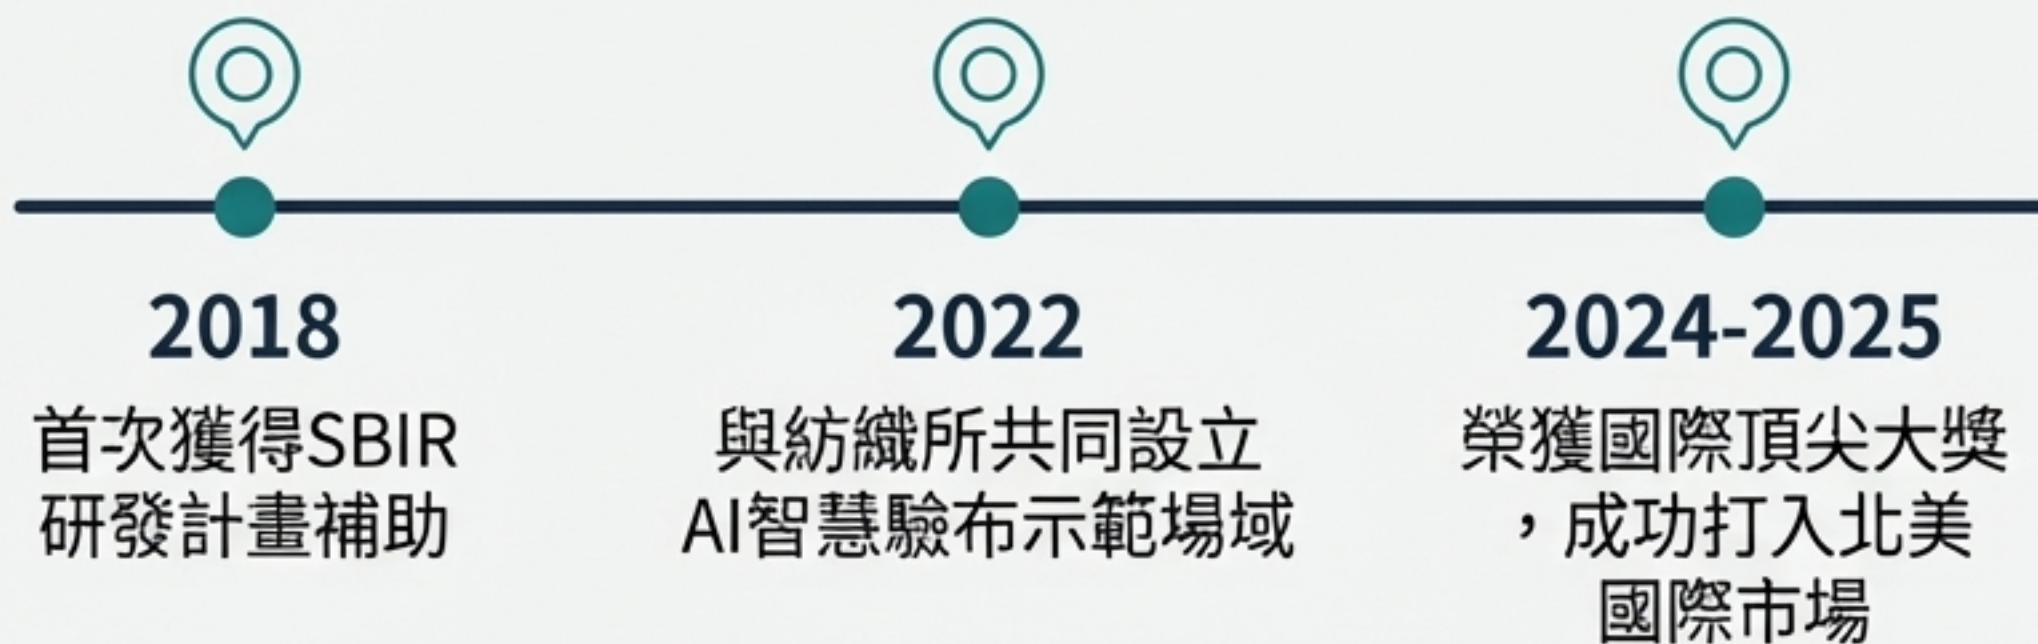 2018
首次獲得SBIR
研發計畫補助
2022
與紡織所共同設立
AI智慧驗布示範場域
2024-2025
榮獲國際頂尖大獎
，成功打入北美
國際市場